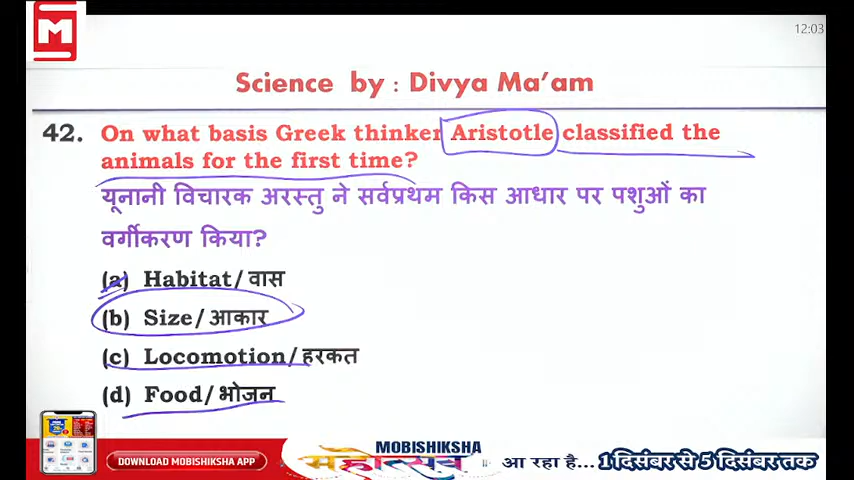 M
12:03
Science by : Divya Ma'am
42. On what basis Greek thinker Aristotle classified the
animals for the first time?
यूनानी विचारक अरस्तु ने सर्वप्रथम किस आधार पर पशुओं का
वर्गीकरण किया?
(a) Habitat/वास
(b) Size/आकार
(c) Locomotion/हरकत
(d) Food/भोजन
DOWNLOAD MOBISHIKSHA APP
MOBISHIKSHA
महोत्सव
आ रहा है... 1 दिसंबर से 5 दिसंबर तक